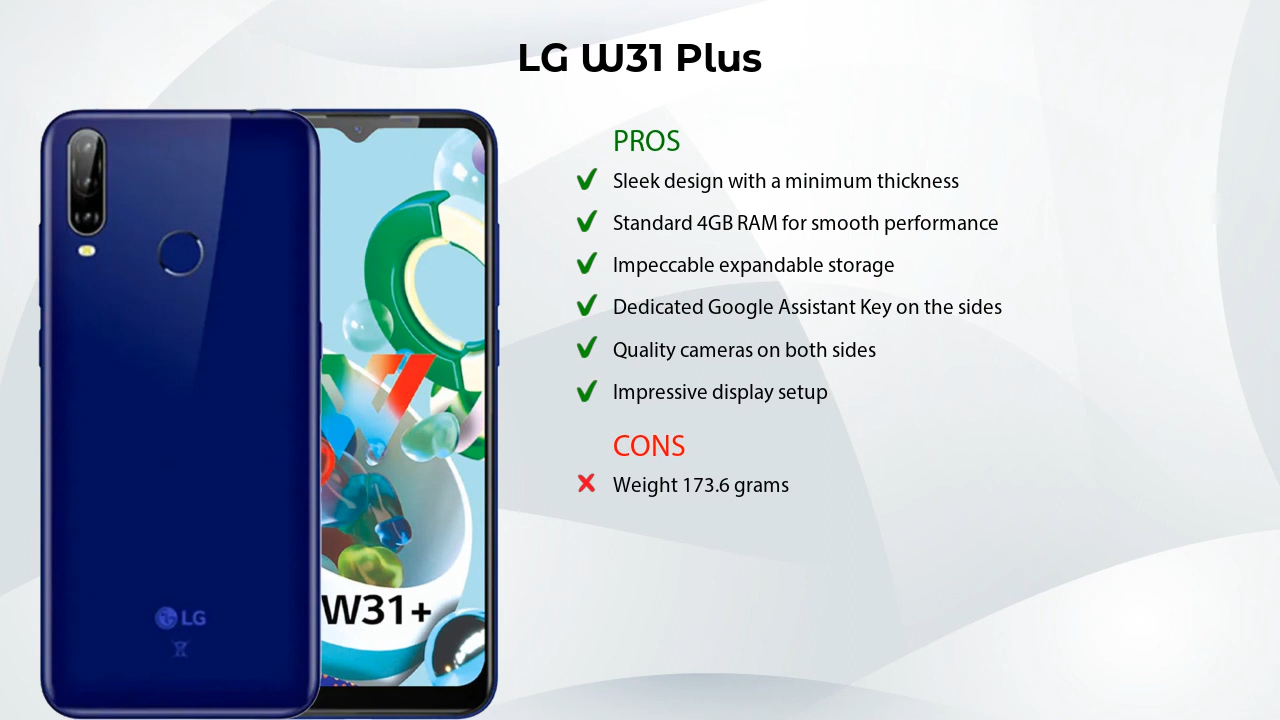 LG W31 Plus
PROS
Sleek design with a minimum thickness
Standard 4GB RAM for smooth performance
Impeccable expandable storage
Dedicated Google Assistant Key on the sides
Quality cameras on both sides
Impressive display setup
CONS
Weight 173.6 grams
W31+
LG